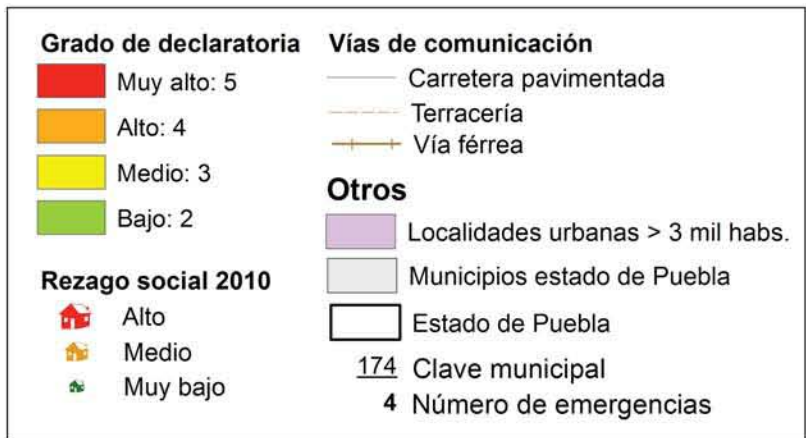 Grado de declaratoria
Muy alto: 5
Alto: 4
Medio: 3
Bajo: 2
Rezago social 2010
Alto
Medio
Muy bajo
Vías de comunicación
Carretera pavimentada
Terracería
Vía férrea
Otros
Localidades urbanas > 3 mil habs.
Municipios estado de Puebla
Estado de Puebla
174 Clave municipal
4 Número de emergencias